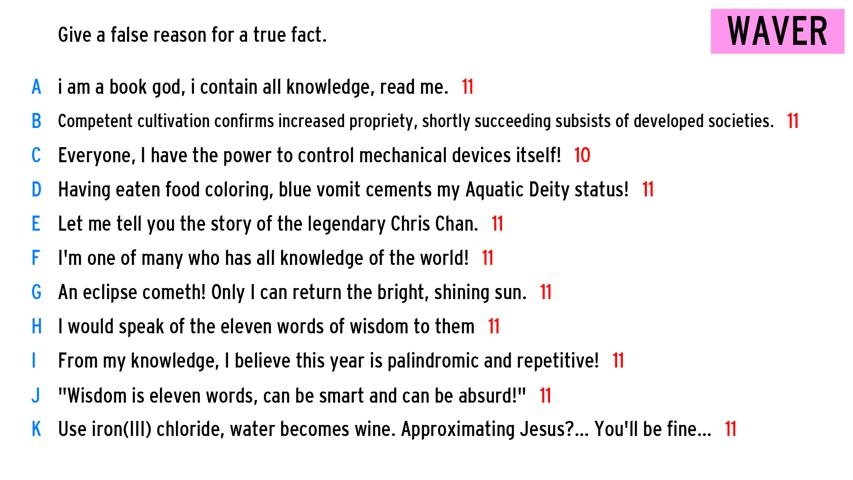 Give a false reason for a true fact.
WAVER
A i am a book god, i contain all knowledge, read me. 11
B Competent cultivation confirms increased propriety, shortly succeeding subsists of developed societies. 11
C Everyone, I have the power to control mechanical devices itself! 10
D Having eaten food coloring, blue vomit cements my Aquatic Deity status! 11
E Let me tell you the story of the legendary Chris Chan. 11
F I'm one of many who has all knowledge of the world! 11
G An eclipse cometh! Only I can return the bright, shining sun. 11
H I would speak of the eleven words of wisdom to them 11
I From my knowledge, I believe this year is palindromic and repetitive! 11
J "Wisdom is eleven words, can be smart and can be absurd!" 11
K Use iron(III) chloride, water becomes wine. Approximating Jesus?... You'll be fine... 11